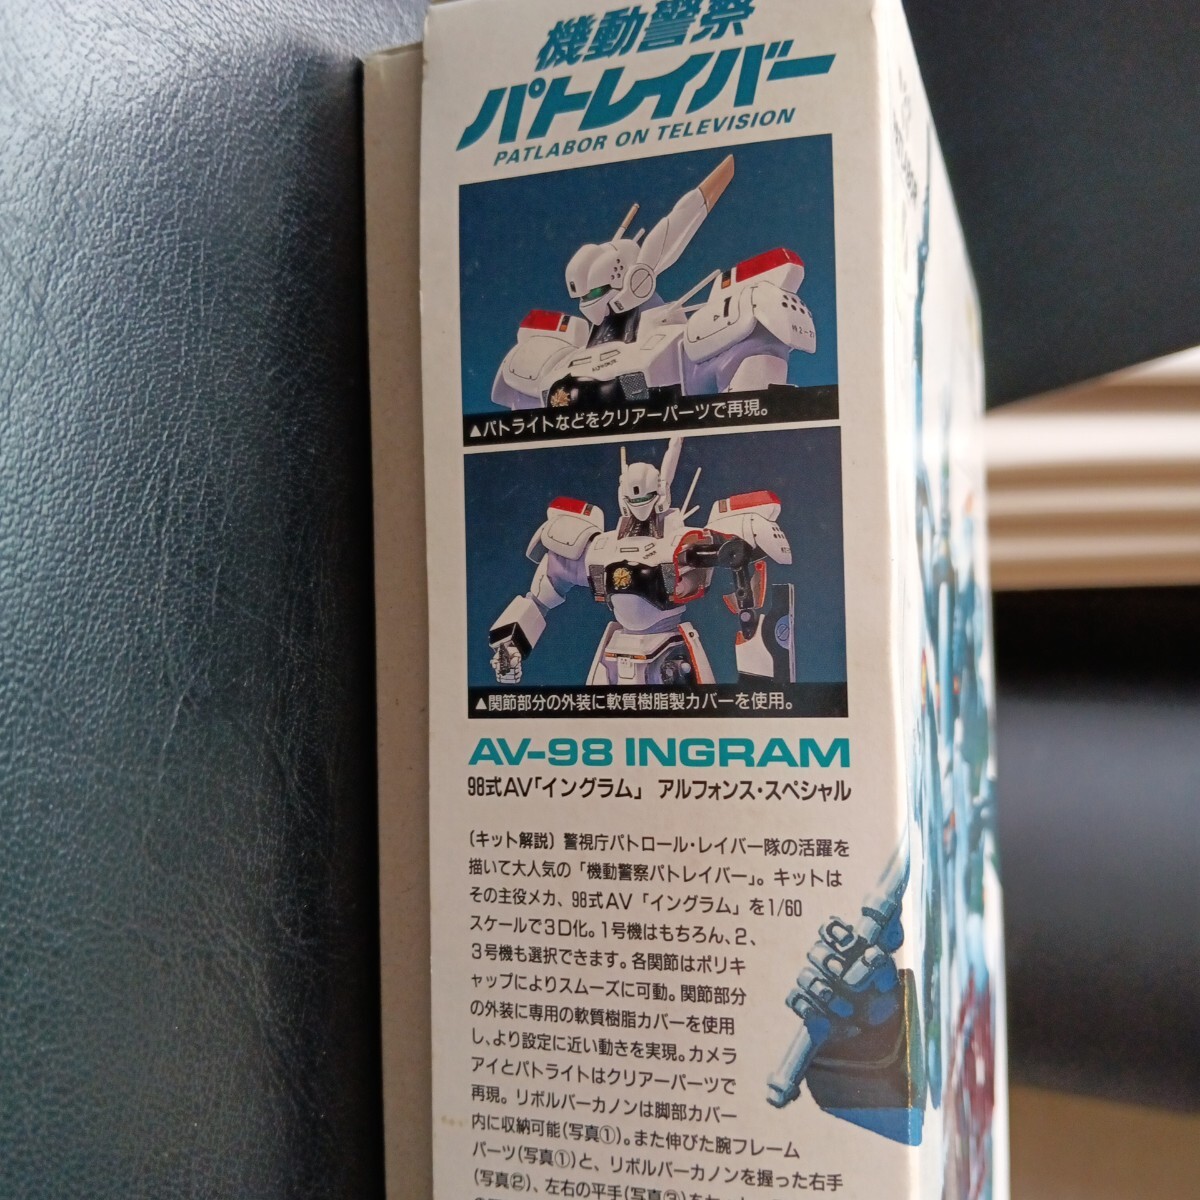 機動警察
パトレイバー
PATLABOR ON TELEVISION
▲パトライトなどをクリアーパーツで再現。
▲関節部分の外装に軟質樹脂製カバーを使用。
AV-98 INGRAM
98式AV「イングラム」 アルフォンス・スペシャル
〔キット解説〕警視庁パトロール・レイバー隊の活躍を
描いて大人気の「機動警察パトレイバー」。キットは
その主役メカ、98式AV「イングラム」を1/60
スケールで3D化。1号機はもちろん、2、
3号機も選択できます。各関節はポリキ
ャップによりスムーズに可動。関節部分
の外装に専用の軟質樹脂カバーを使用
し、より設定に近い動きを実現。カメラ
アイとパトライトはクリアーパーツで
再現。リボルバーカノンは脚部カバー
内に収納可能(写真①)。また伸びた腕フレーム
パーツ(写真①)と、リボルバーカノンを握った右手
(写真②)、左右の平手(写真③)を